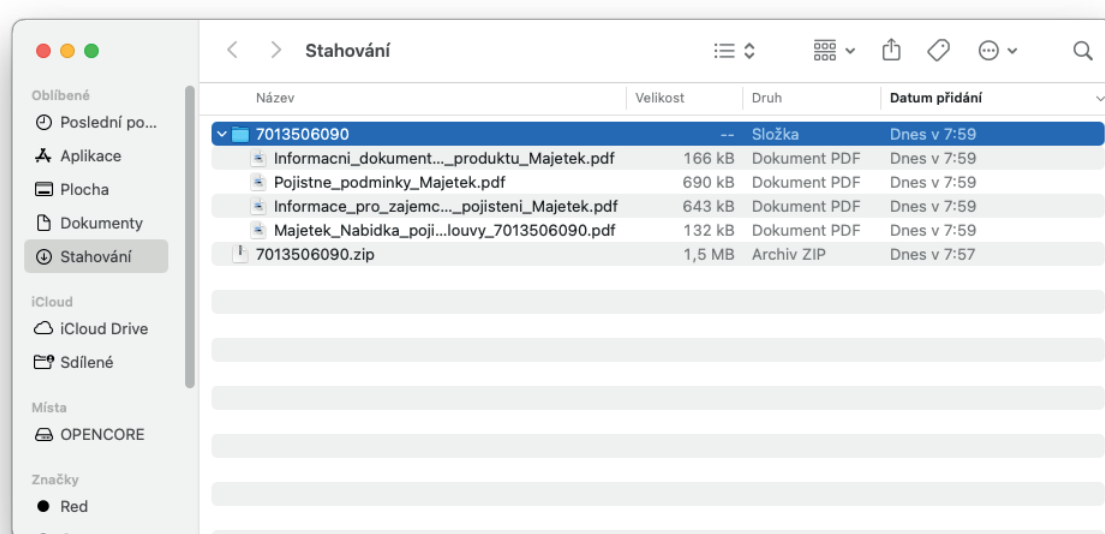 Stahování
Oblíbené
Poslední po...
Aplikace
Plocha
Dokumenty
Stahování
iCloud
iCloud Drive
Sdílené
Místa
OPENCORE
Značky
Red
Název Velikost Druh Datum přidání
7013506090 -- Složka Dnes v 7:59
Informacni_dokument..._produktu_Majetek.pdf 166 kB Dokument PDF Dnes v 7:59
Pojistne_podminky_Majetek.pdf 690 kB Dokument PDF Dnes v 7:59
Informace_pro_zajemc..._pojisteni_Majetek.pdf 643 kB Dokument PDF Dnes v 7:59
Majetek_Nabidka_poji...louvy_7013506090.pdf 132 kB Dokument PDF Dnes v 7:59
7013506090.zip 1,5 MB Archiv ZIP Dnes v 7:57